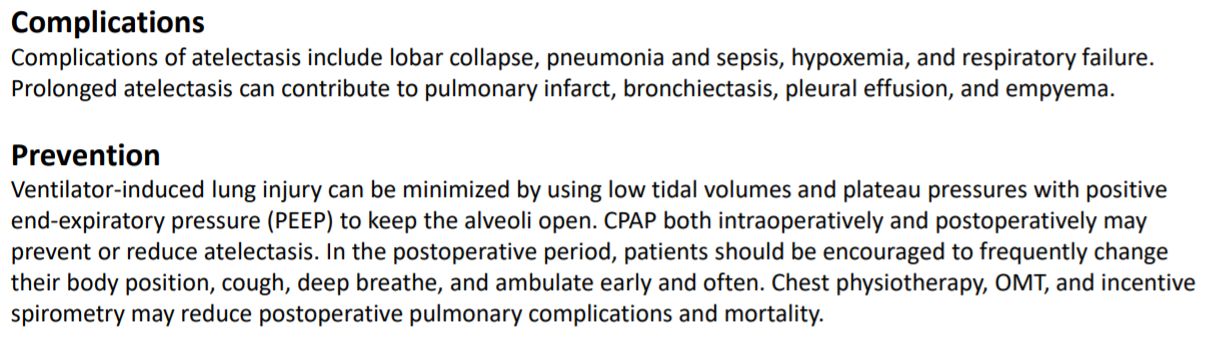 Complications
Complications of atelectasis include lobar collapse, pneumonia and sepsis, hypoxemia, and respiratory failure.
Prolonged atelectasis can contribute to pulmonary infarct, bronchiectasis, pleural effusion, and empyema.
Prevention
Ventilator-induced lung injury can be minimized by using low tidal volumes and plateau pressures with positive
end-expiratory pressure (PEEP) to keep the alveoli open. CPAP both intraoperatively and postoperatively may
prevent or reduce atelectasis. In the postoperative period, patients should be encouraged to frequently change
their body position, cough, deep breathe, and ambulate early and often. Chest physiotherapy, OMT, and incentive
spirometry may reduce postoperative pulmonary complications and mortality.